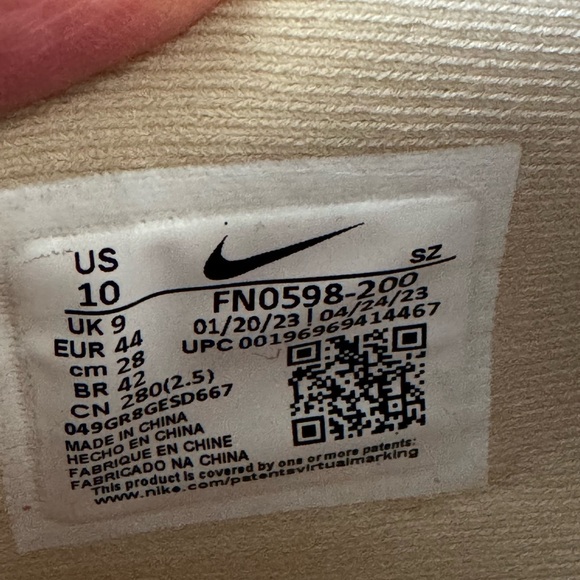 US
10
SZ
FN0598-200
01/20/23 | 04/24/23
UPC 00196969414467
UK 9
EUR 44
cm 28
BR 42
CN 280(2.5)
049GR8GESD667
MADE IN CHINA
HECHO EN CHINA
FABRIQUE EN CHINE
FABRICADO NA CHINA
This product is covered by one or more patents:
www.nike.com/patentsvirtualmarking